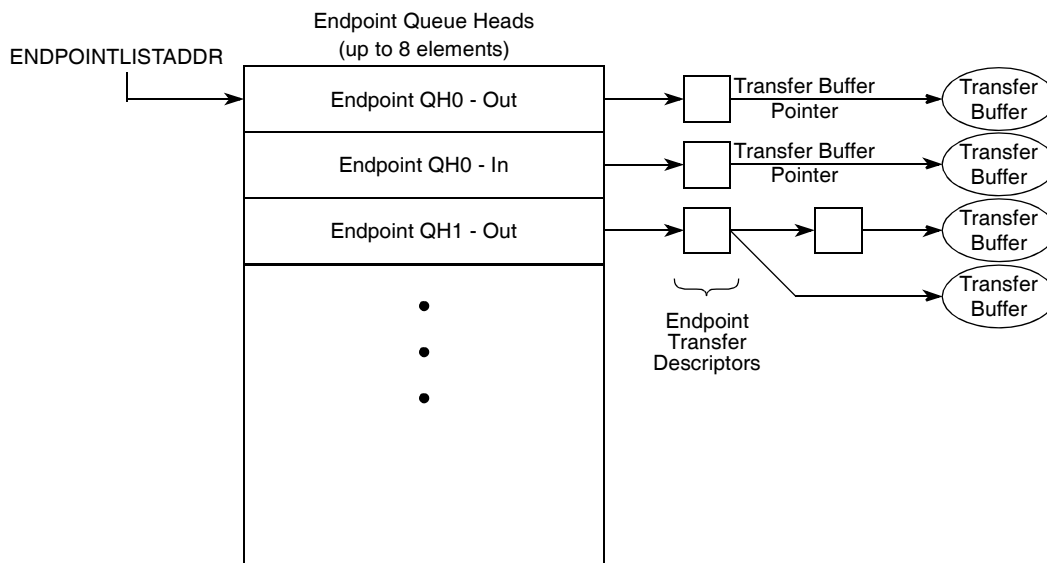 Endpoint Queue Heads
(up to 8 elements)
ENDPOINTLISTADDR
Endpoint QH0 - Out
Transfer Buffer
Pointer
Transfer
Buffer
Endpoint QH0 - In
Transfer Buffer
Pointer
Transfer
Buffer
Endpoint QH1 - Out
Transfer
Buffer
Transfer
Buffer
Endpoint
Transfer
Descriptors